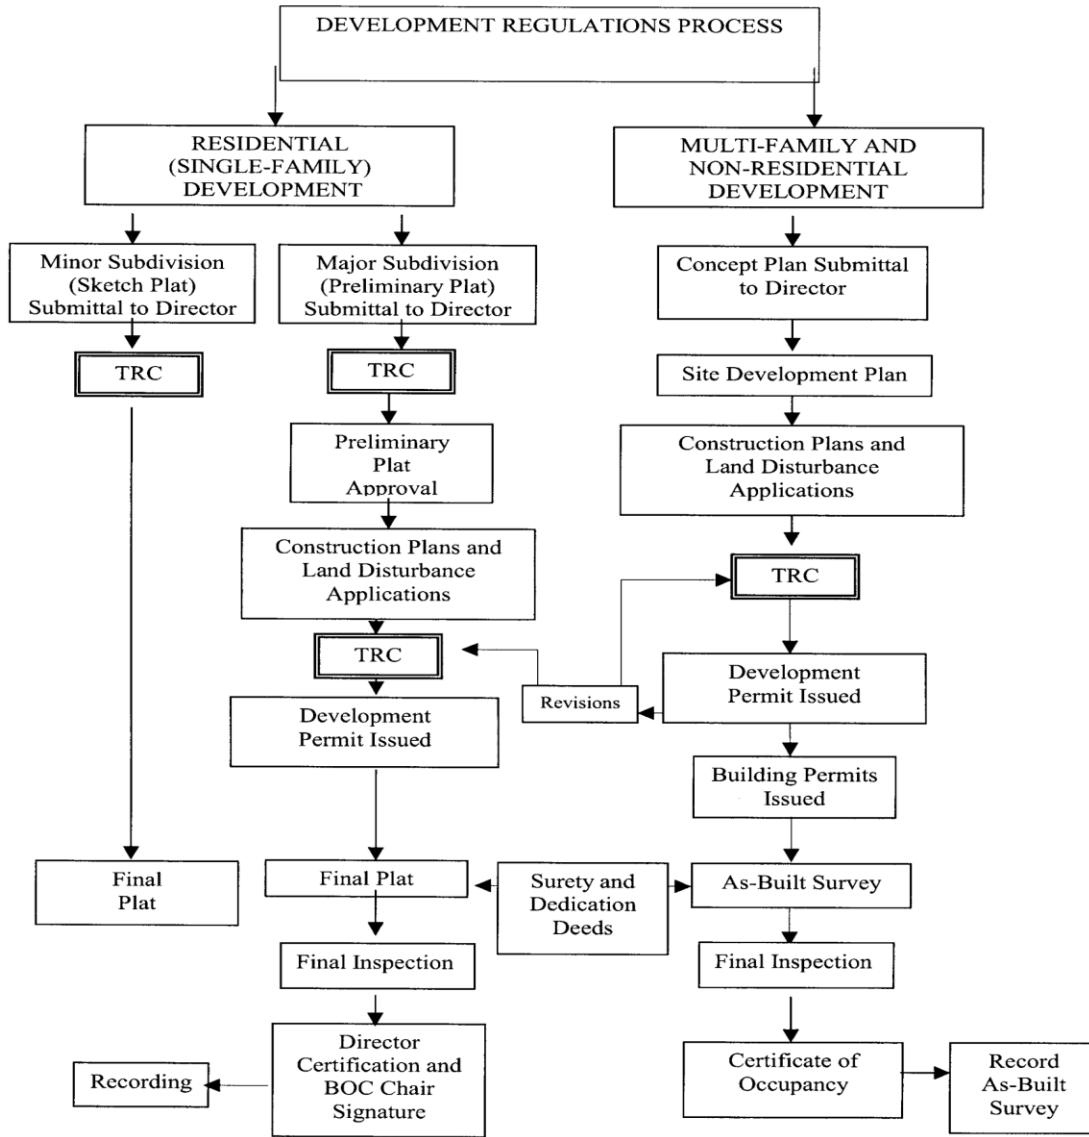 DEVELOPMENT REGULATIONS PROCESS
RESIDENTIAL
(SINGLE-FAMILY)
DEVELOPMENT
MULTI-FAMILY AND
NON-RESIDENTIAL
DEVELOPMENT
Minor Subdivision
(Sketch Plat)
Submittal to Director
Major Subdivision
(Preliminary Plat)
Submittal to Director
Concept Plan Submittal
to Director
TRC
TRC
Site Development Plan
Preliminary
Plat
Approval
Construction Plans and
Land Disturbance
Applications
Construction Plans and
Land Disturbance
Applications
TRC
TRC
Development
Permit Issued
Revisions
Development
Permit Issued
Building Permits
Issued
Final
Plat
Final Plat
Surety and
Dedication
Deeds
As-Built Survey
Final Inspection
Final Inspection
Recording
Director
Certification and
BOC Chair
Signature
Certificate of
Occupancy
Record
As-Built
Survey